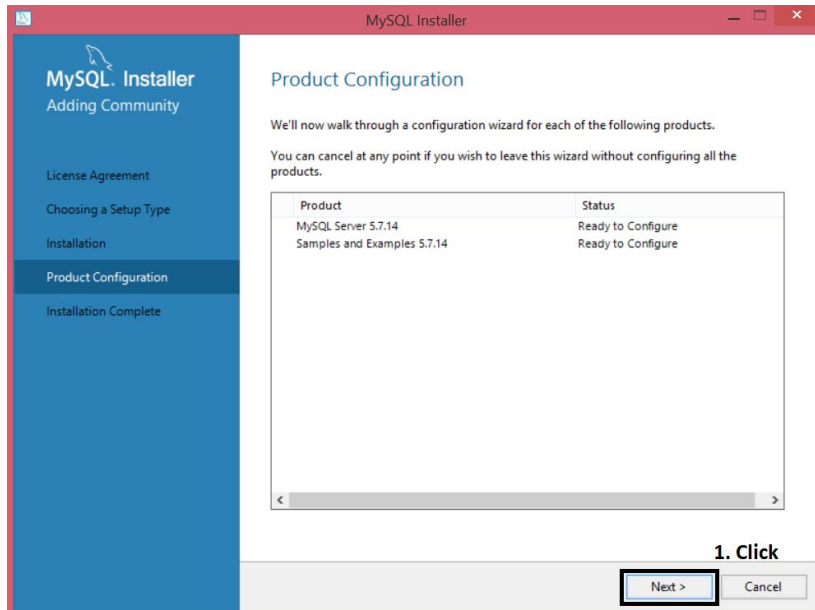 MySQL Installer
MySQL. Installer
Adding Community
License Agreement
Choosing a Setup Type
Installation
Product Configuration
Installation Complete
Product Configuration
We'll now walk through a configuration wizard for each of the following products.
You can cancel at any point if you wish to leave this wizard without configuring all the
products.
Product Status
MySQL Server 5.7.14 Ready to Configure
Samples and Examples 5.7.14 Ready to Configure
1. Click
Next > Cancel